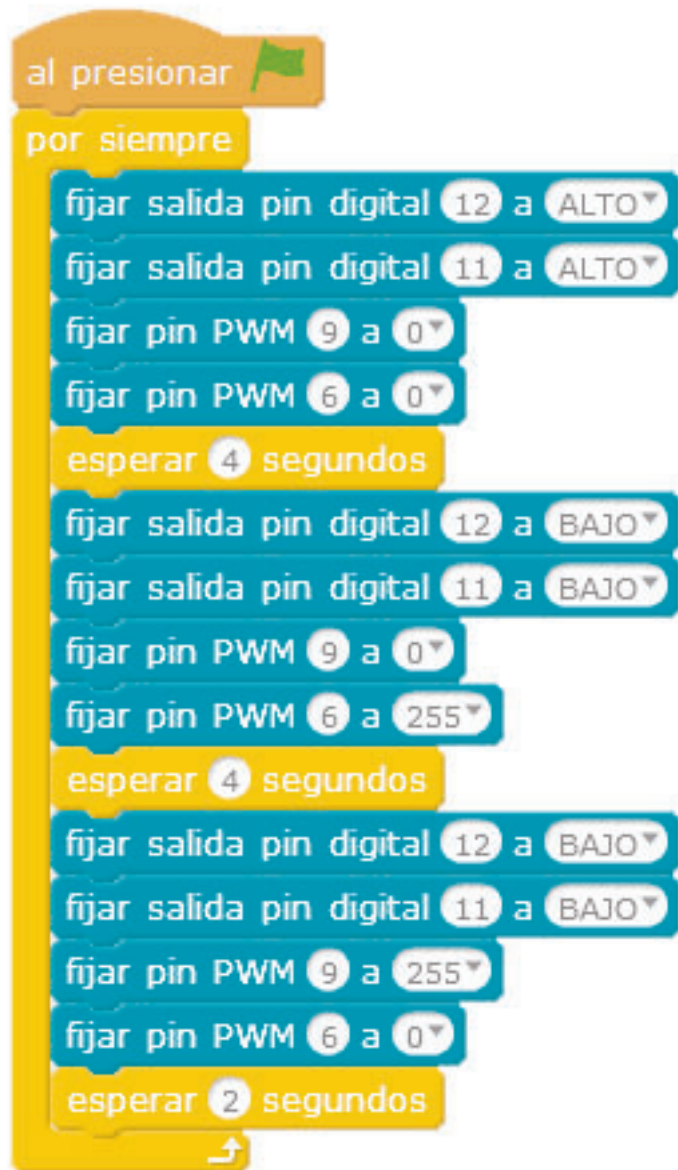 al presionar
por siempre
fijar salida pin digital 12 a ALTO
fijar salida pin digital 11 a ALTO
fijar pin PWM 9 a 0
fijar pin PWM 6 a 0
esperar 4 segundos
fijar salida pin digital 12 a BAJO
fijar salida pin digital 11 a BAJO
fijar pin PWM 9 a 0
fijar pin PWM 6 a 255
esperar 4 segundos
fijar salida pin digital 12 a BAJO
fijar salida pin digital 11 a BAJO
fijar pin PWM 9 a 255
fijar pin PWM 6 a 0
esperar 2 segundos